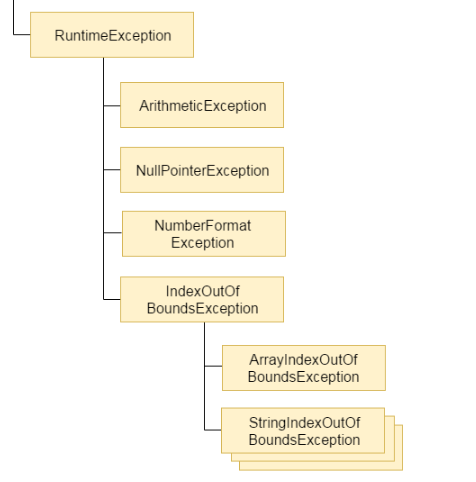 RuntimeException
ArithmeticException
NullPointerException
NumberFormat
Exception
IndexOutOf
BoundsException
ArrayIndexOutOf
BoundsException
StringIndexOutOf
BoundsException